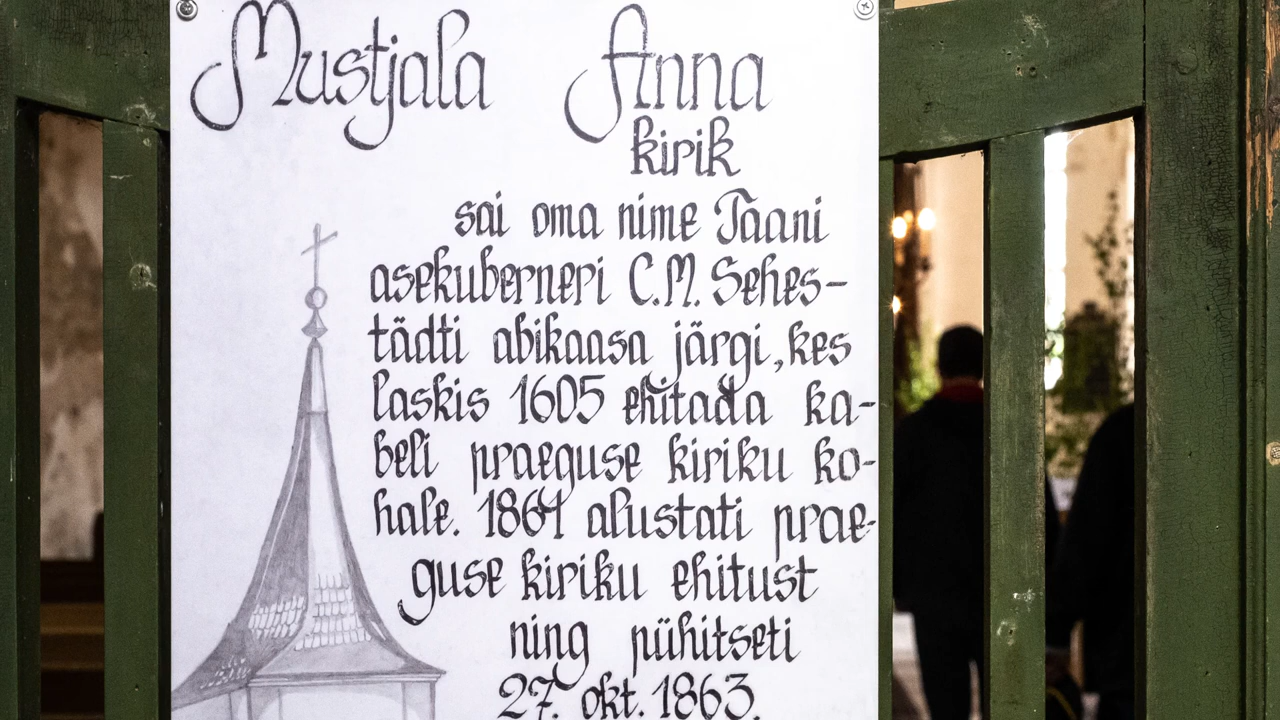 Mustjala Anna
kirik
sai oma nime Taani
asekuberneri C.M. Sehes-
tädti abikaasa järgi, kes
laskis 1605 ehitada ka-
beli praeguse kiriku ko-
hale. 1861 alustati prae-
guse kiriku ehitust
ning pühitseti
27. okt. 1863.